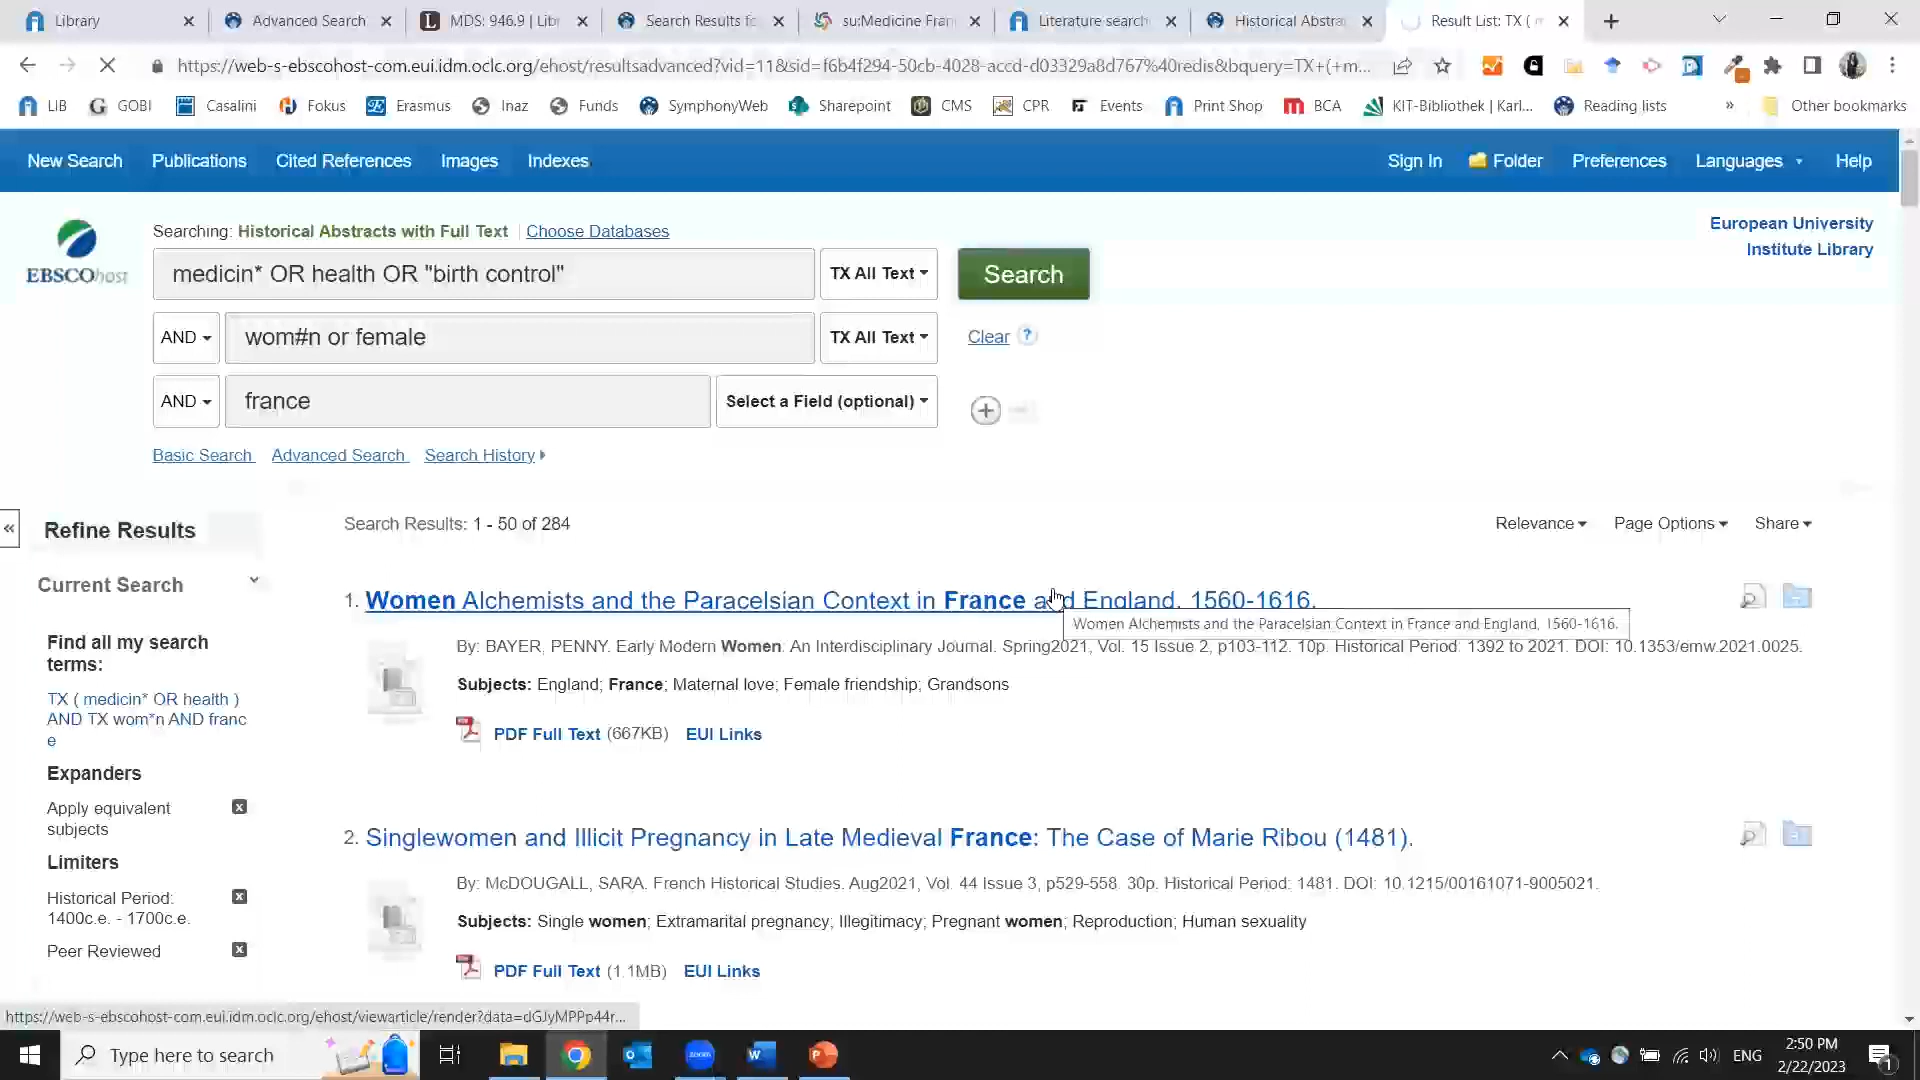 Library
Advanced Search
MDS: 946.9 | Lib
Search Results fo
su:Medicine Fran
Literature search
Historical Abstra
Result List: TX (
https://web-s-ebscohost-com.eui.idm.oclc.org/ehost/resultsadvanced?vid=11&sid=f6b4f294-50cb-4028-accd-d03329a8d767%40redis&bquery=TX+(+m...
LIB GOBI Casalini Fokus Erasmus Inaz Funds SymphonyWeb Sharepoint CMS CPR Events Print Shop BCA KIT-Bibliothek | Karl... Reading lists » Other bookmarks
New Search Publications Cited References Images Indexes Sign In Folder Preferences Languages Help
European University
Institute Library
EBSCOhost
Searching: Historical Abstracts with Full Text Choose Databases
medicin* OR health OR "birth control" TX All Text Search
AND wom#n or female TX All Text Clear ?
AND france Select a Field (optional)
Basic Search Advanced Search Search History
«
Refine Results
Current Search
Find all my search
terms:
TX ( medicin* OR health )
AND TX wom*n AND franc
e
Expanders
Apply equivalent
subjects
Limiters
Historical Period:
1400c.e. - 1700c.e.
Peer Reviewed
Search Results: 1 - 50 of 284 Relevance Page Options Share
1. Women Alchemists and the Paracelsian Context in France and England, 1560-1616.
Women Alchemists and the Paracelsian Context in France and England, 1560-1616.
By: BAYER, PENNY. Early Modern Women: An Interdisciplinary Journal. Spring2021, Vol. 15 Issue 2, p103-112. 10p. Historical Period: 1392 to 2021. DOI: 10.1353/emw.2021.0025.
Subjects: England; France; Maternal love; Female friendship; Grandsons
PDF Full Text (667KB) EUI Links
2. Singlewomen and Illicit Pregnancy in Late Medieval France: The Case of Marie Ribou (1481).
By: McDOUGALL, SARA. French Historical Studies. Aug2021, Vol. 44 Issue 3, p529-558. 30p. Historical Period: 1481. DOI: 10.1215/00161071-9005021.
Subjects: Single women; Extramarital pregnancy; Illegitimacy; Pregnant women; Reproduction; Human sexuality
PDF Full Text (1.1MB) EUI Links
https://web-s-ebscohost-com.eui.idm.oclc.org/ehost/viewarticle/render?data=dGJyMPPp44r...
Type here to search
ENG
2:50 PM
2/22/2023
1